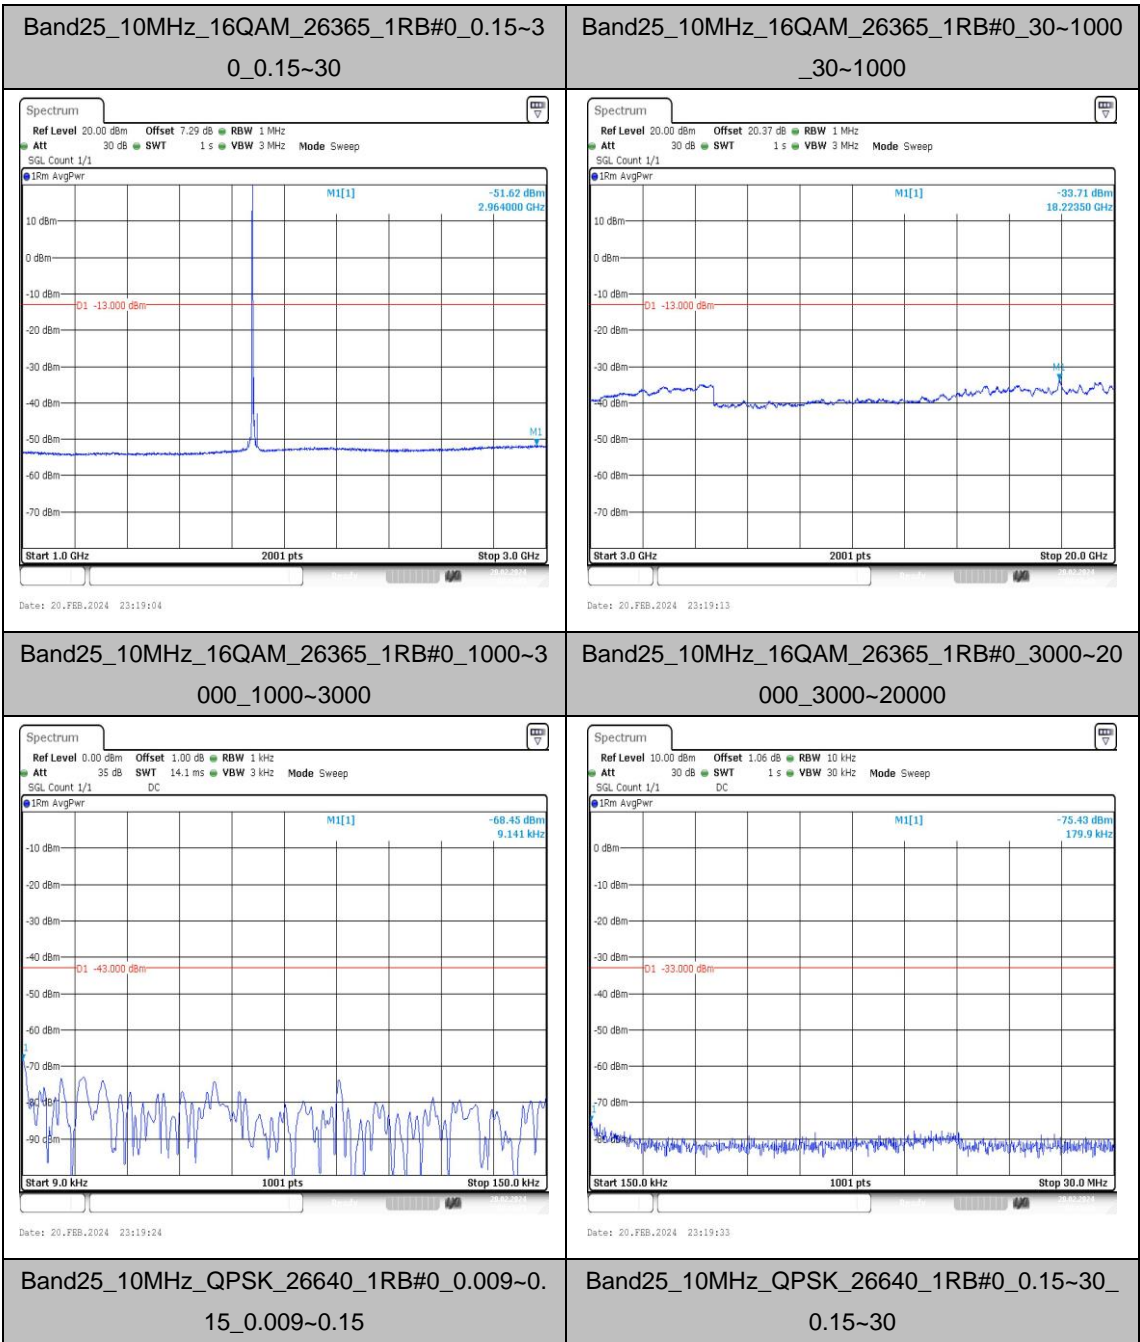 Band25_10MHz_16QAM_26365_1RB#0_0.15~3
0_0.15~30
Band25_10MHz_16QAM_26365_1RB#0_30~1000
_30~1000
Spectrum
Ref Level 20.00 dBm Offset 7.29 dB RBW 1 MHz
Att 30 dB SWT 1 s VBW 3 MHz Mode Sweep
SGL Count 1/1
1Rm AvgPwr
M1[1] -51.62 dBm
2.964000 GHz
10 dBm
0 dBm
-10 dBm
D1 -13.000 dBm
-20 dBm
-30 dBm
-40 dBm
-50 dBm
M1
-60 dBm
-70 dBm
Start 1.0 GHz 2001 pts Stop 3.0 GHz
Date: 20.FEB.2024 23:19:04
Spectrum
Ref Level 20.00 dBm Offset 20.37 dB RBW 1 MHz
Att 30 dB SWT 1 s VBW 3 MHz Mode Sweep
SGL Count 1/1
1Rm AvgPwr
M1[1] -33.71 dBm
18.22350 GHz
10 dBm
0 dBm
-10 dBm
D1 -13.000 dBm
-20 dBm
-30 dBm
M1
-40 dBm
-50 dBm
-60 dBm
-70 dBm
Start 3.0 GHz 2001 pts Stop 20.0 GHz
Date: 20.FEB.2024 23:19:13
Band25_10MHz_16QAM_26365_1RB#0_1000~3
000_1000~3000
Band25_10MHz_16QAM_26365_1RB#0_3000~20
000_3000~20000
Spectrum
Ref Level 0.00 dBm Offset 1.00 dB RBW 1 kHz
Att 35 dB SWT 14.1 ms VBW 3 kHz Mode Sweep
SGL Count 1/1 DC
1Rm AvgPwr
M1[1] -68.45 dBm
9.141 kHz
-10 dBm
-20 dBm
-30 dBm
-40 dBm
D1 -43.000 dBm
-50 dBm
-60 dBm
-70 dBm
-80 dBm
-90 dBm
Start 9.0 kHz 1001 pts Stop 150.0 kHz
Date: 20.FEB.2024 23:19:24
Spectrum
Ref Level 10.00 dBm Offset 1.06 dB RBW 10 kHz
Att 30 dB SWT 1 s VBW 30 kHz Mode Sweep
SGL Count 1/1 DC
1Rm AvgPwr
M1[1] -75.43 dBm
179.9 kHz
0 dBm
-10 dBm
-20 dBm
-30 dBm
D1 -33.000 dBm
-40 dBm
-50 dBm
-60 dBm
-70 dBm
-80 dBm
Start 150.0 kHz 1001 pts Stop 30.0 MHz
Date: 20.FEB.2024 23:19:33
Band25_10MHz_QPSK_26640_1RB#0_0.009~0.
15_0.009~0.15
Band25_10MHz_QPSK_26640_1RB#0_0.15~30_
0.15~30